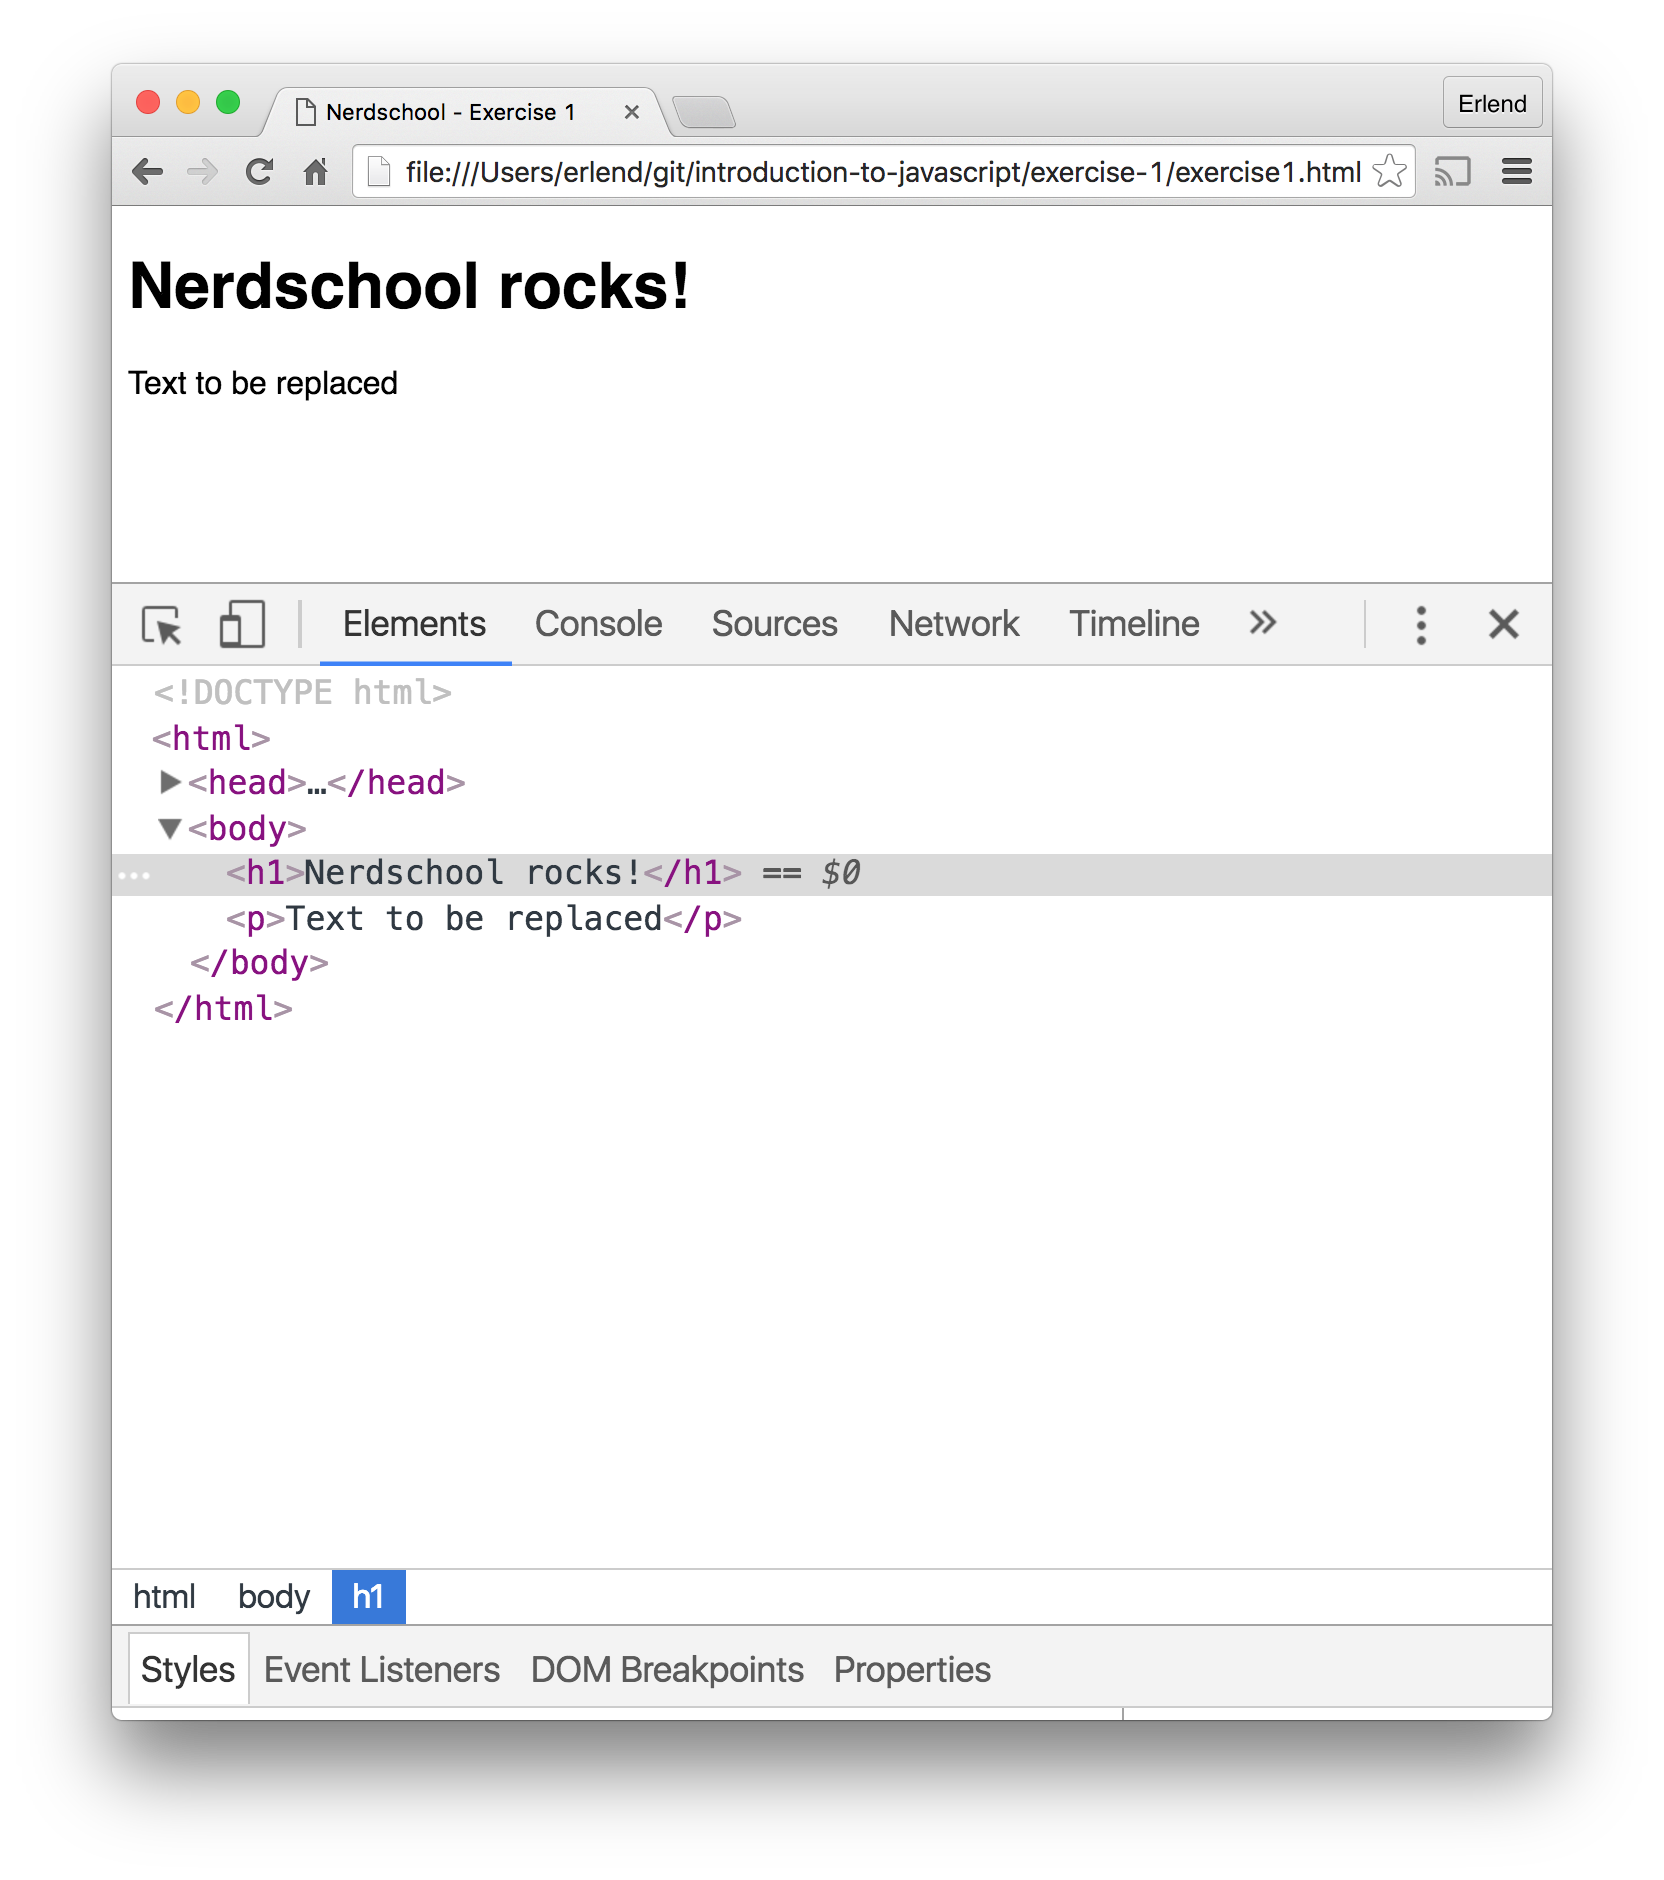 Nerdschool - Exercise 1
Erlend
file:///Users/erlend/git/introduction-to-javascript/exercise-1/exercise1.html
Nerdschool rocks!
Text to be replaced
Elements Console Sources Network Timeline
<!DOCTYPE html>
<html>
<head>…</head>
<body>
<h1>Nerdschool rocks!</h1> == $0
<p>Text to be replaced</p>
</body>
</html>
html body h1
Styles Event Listeners DOM Breakpoints Properties